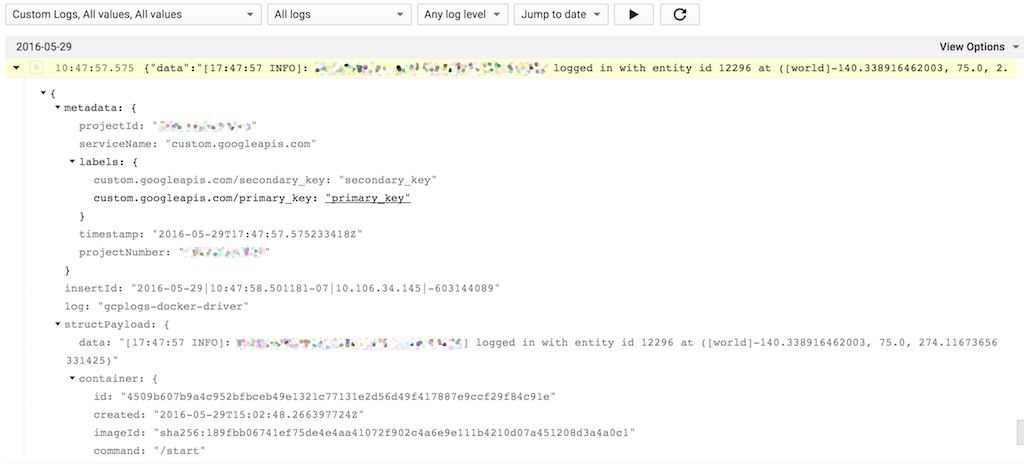 Custom Logs, All values, All values All logs Any log level Jump to date
2016-05-29 View Options
10:47:57.575 {"data":"[17:47:57 INFO]: logged in with entity id 12296 at ([world]-140.338916462003, 75.0, 2.
{
metadata: {
projectId: " "
serviceName: "custom.googleapis.com"
labels: {
custom.googleapis.com/secondary_key: "secondary_key"
custom.googleapis.com/primary_key: "primary_key"
}
timestamp: "2016-05-29T17:47:57.575233418Z"
projectNumber: " "
}
insertId: "2016-05-29|10:47:58.501181-07|10.106.34.145|-603144089"
log: "gcplogs-docker-driver"
structPayload: {
data: "[17:47:57 INFO]: ] logged in with entity id 12296 at ([world]-140.338916462003, 75.0, 274.11673656
331425)"
container: {
id: "4509b607b9a4c952bfbceb49e1321c77131e2d56d49f417887e9ccf29f84c91e"
created: "2016-05-29T15:02:48.266397724Z"
imageId: "sha256:189fbb06741ef75de4e4aa41072f902c4a6e9e111b4210d07a451208d3a4a0c1"
command: "/start"